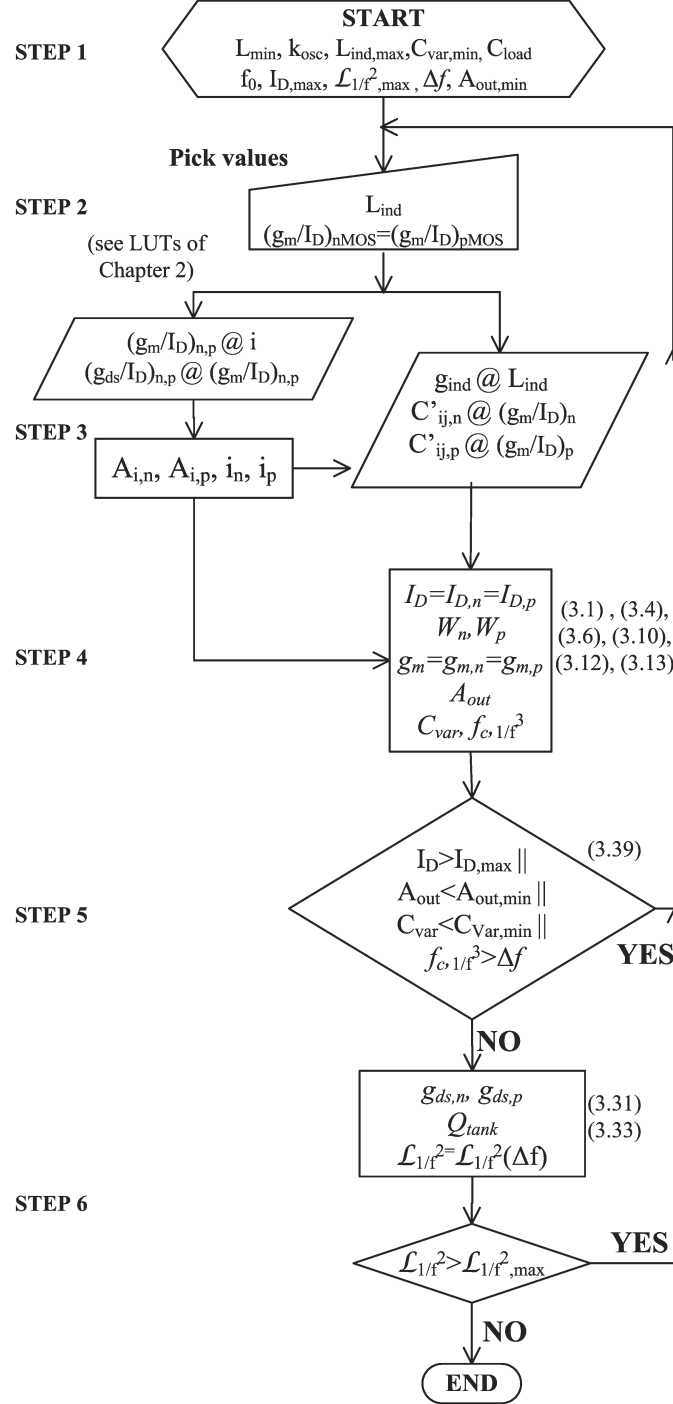 START
STEP 1
L_min, k_osc, L_ind,max, C_var,min, C_load
f_0, I_D,max, ℒ_1/f²,max, Δf, A_out,min
Pick values
STEP 2
L_ind
(g_m/I_D)_nMOS=(g_m/I_D)_pMOS
(see LUTs of
Chapter 2)
(g_m/I_D)_n,p @ i
(g_ds/I_D)_n,p @ (g_m/I_D)_n,p
g_ind @ L_ind
C'_ij,n @ (g_m/I_D)_n
C'_ij,p @ (g_m/I_D)_p
STEP 3
A_i,n, A_i,p, i_n, i_p
I_D=I_D,n=I_D,p
W_n, W_p
g_m=g_m,n=g_m,p
A_out
C_var, f_c,1/f³
(3.1) , (3.4),
(3.6), (3.10),
(3.12), (3.13)
STEP 4
(3.39)
I_D>I_D,max ||
A_out<A_out,min ||
C_var<C_Var,min ||
f_c,1/f³>Δf
STEP 5
YES
NO
g_ds,n, g_ds,p
Q_tank
ℒ_1/f²=ℒ_1/f²(Δf)
(3.31)
(3.33)
STEP 6
ℒ_1/f²>ℒ_1/f²,max
YES
NO
END